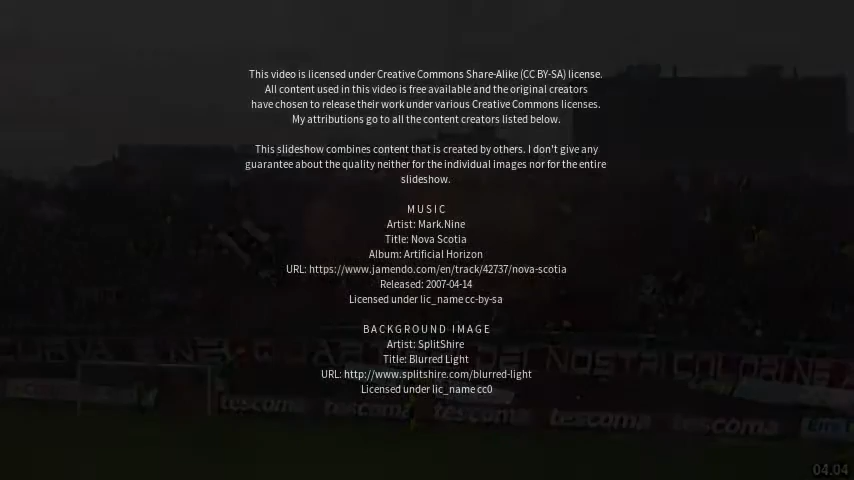 This video is licensed under Creative Commons Share-Alike (CC BY-SA) license.
All content used in this video is free available and the original creators
have chosen to release their work under various Creative Commons licenses.
My attributions go to all the content creators listed below.
This slideshow combines content that is created by others. I don't give any
guarantee about the quality neither for the individual images nor for the entire
slideshow.
MUSIC
Artist: Mark.Nine
Title: Nova Scotia
Album: Artificial Horizon
URL: https://www.jamendo.com/en/track/42737/nova-scotia
Released: 2007-04-14
Licensed under lic_name cc-by-sa
BACKGROUND IMAGE
Artist: SplitShire
Title: Blurred Light
URL: http://www.splitshire.com/blurred-light
Licensed under lic_name cc0
NOSTRI COLORI
tescoma tescoma tescoma tescoma tescoma
04.04